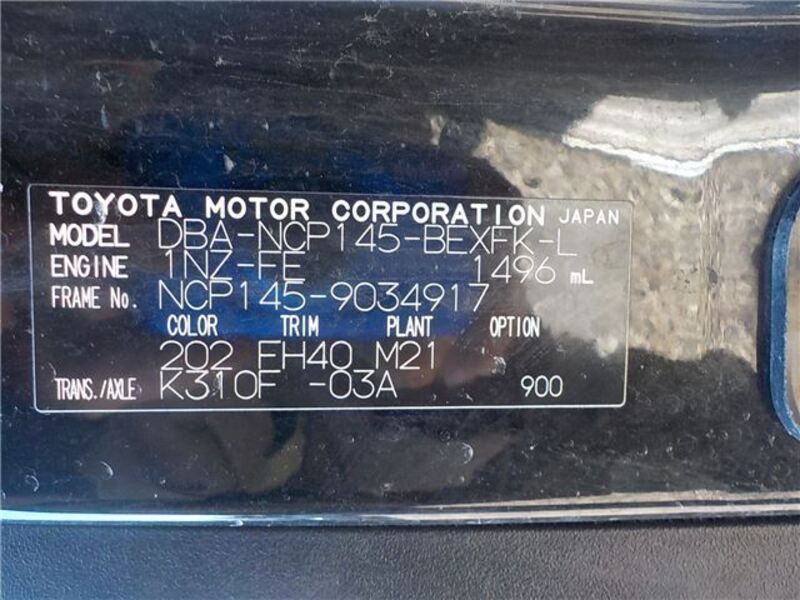 TOYOTA MOTOR CORPORATION JAPAN
MODEL DBA-NCP145-BEXFK-L
ENGINE 1NZ-FE 1496 mL
FRAME No. NCP145-9034917
COLOR TRIM PLANT OPTION
202 EH40 M21
TRANS./AXLE K310F -03A 900